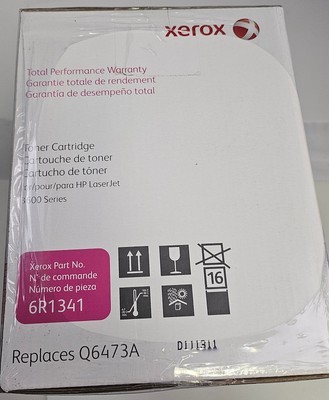 xerox
Total Performance Warranty
Garantie totale de rendement
Garantía de desempeño total
Toner Cartridge
Cartouche de toner
Cartucho de tóner
for/pour/para HP LaserJet
3600 Series
Xerox Part No.
N° de commande
Número de pieza
6R1341
16
Replaces Q6473A
D111311